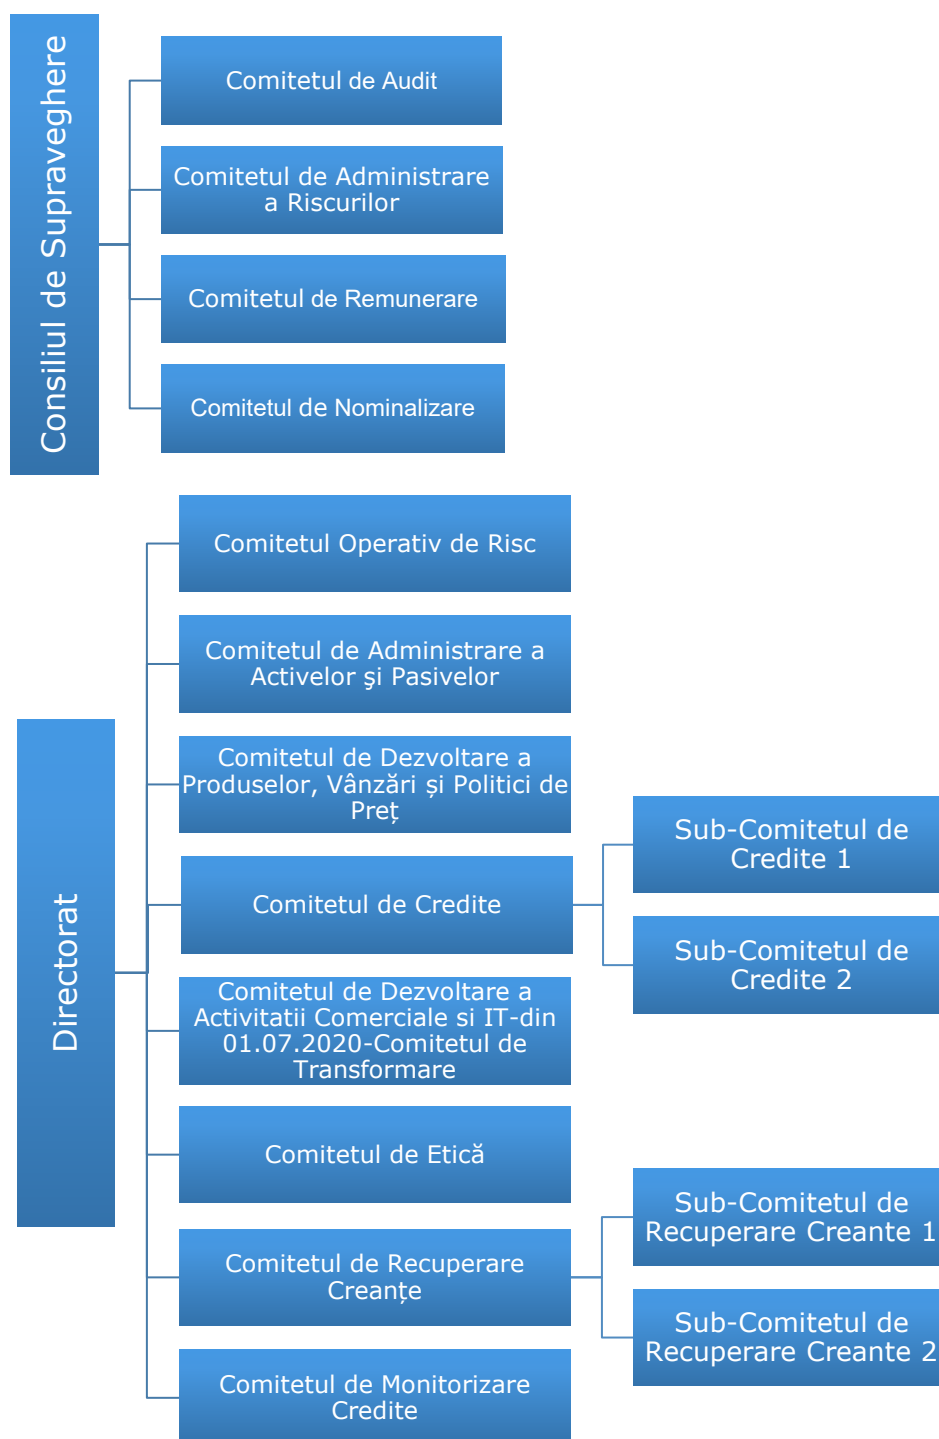 Consiliul de Supraveghere
Comitetul de Audit
Comitetul de Administrare
a Riscurilor
Comitetul de Remunerare
Comitetul de Nominalizare
Directorat
Comitetul Operativ de Risc
Comitetul de Administrare a
Activelor şi Pasivelor
Comitetul de Dezvoltare a
Produselor, Vânzări și Politici de
Preț
Comitetul de Credite
Sub-Comitetul de
Credite 1
Sub-Comitetul de
Credite 2
Comitetul de Dezvoltare a
Activitatii Comerciale si IT-din
01.07.2020-Comitetul de
Transformare
Comitetul de Etică
Comitetul de Recuperare
Creanțe
Sub-Comitetul de
Recuperare Creante 1
Sub-Comitetul de
Recuperare Creante 2
Comitetul de Monitorizare
Credite